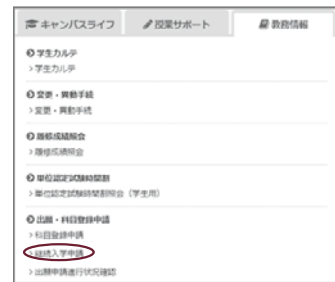 キャンパスライフ 授業サポート 教務情報
学生カルテ
> 学生カルテ
変更・異動手続
> 変更・異動手続
履修成績照会
> 履修成績照会
単位認定試験時間割
> 単位認定試験時間割照会（学生用）
出願・科目登録申請
> 科目登録申請
> 継続入学申請
> 出願申請進行状況確認